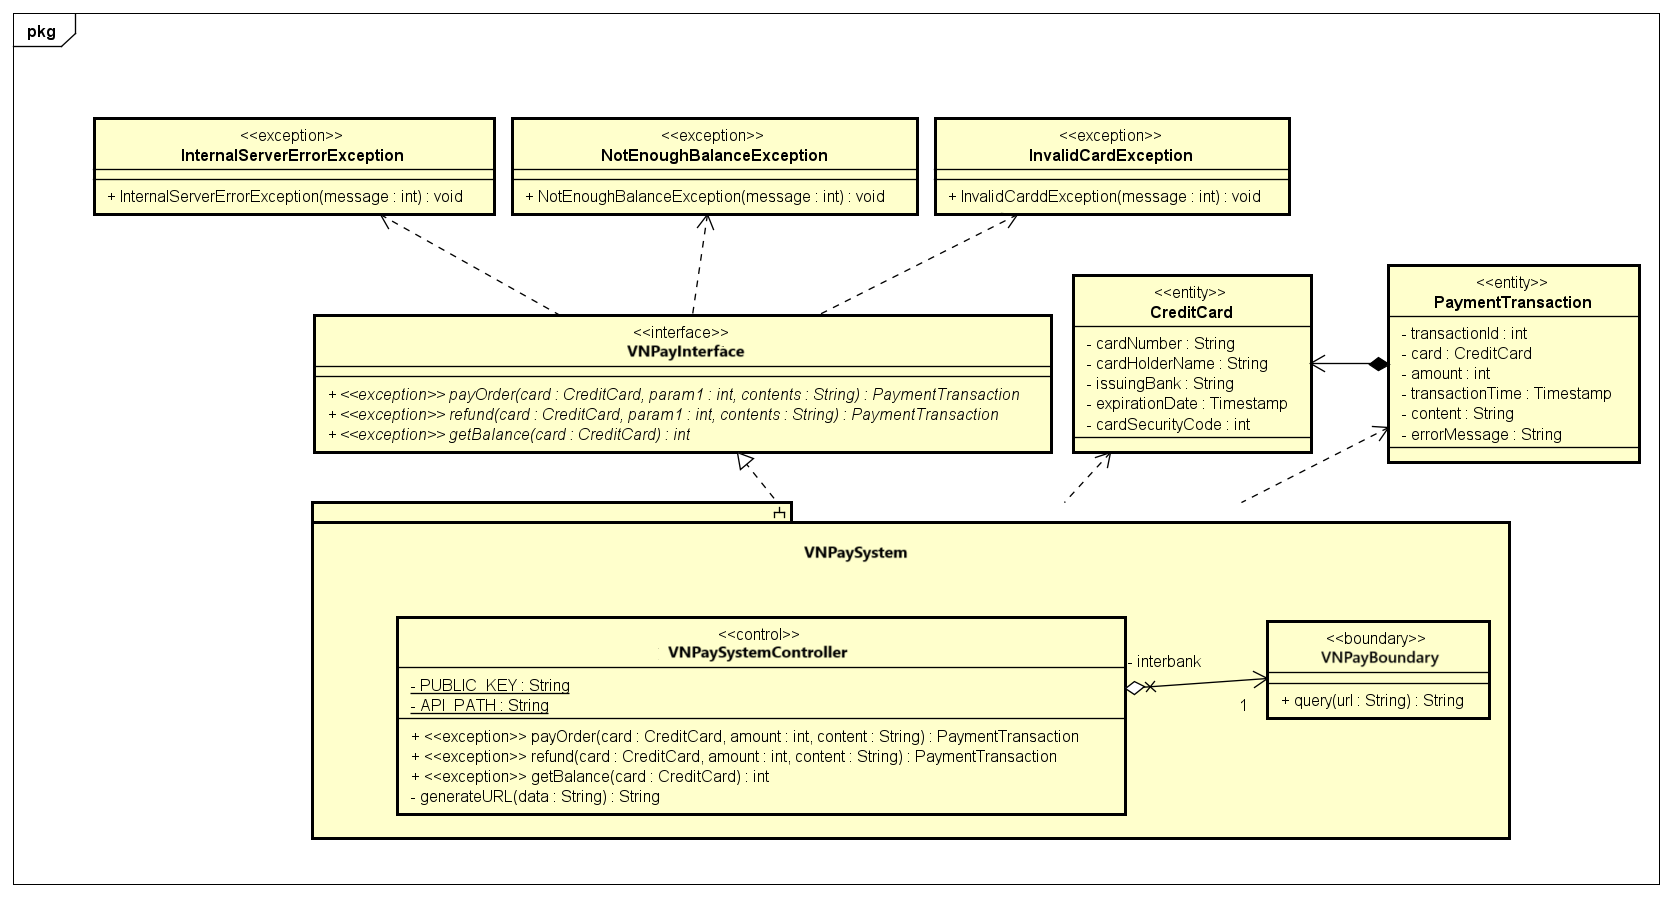 pkg
<<exception>>
InternalServerErrorException
+ InternalServerErrorException(message : int) : void
<<exception>>
NotEnoughBalanceException
+ NotEnoughBalanceException(message : int) : void
<<exception>>
InvalidCardException
+ InvalidCarddException(message : int) : void
<<interface>>
VNPayInterface
+ <<exception>> payOrder(card : CreditCard, param1 : int, contents : String) : PaymentTransaction
+ <<exception>> refund(card : CreditCard, param1 : int, contents : String) : PaymentTransaction
+ <<exception>> getBalance(card : CreditCard) : int
<<entity>>
CreditCard
- cardNumber : String
- cardHolderName : String
- issuingBank : String
- expirationDate : Timestamp
- cardSecurityCode : int
<<entity>>
PaymentTransaction
- transactionId : int
- card : CreditCard
- amount : int
- transactionTime : Timestamp
- content : String
- errorMessage : String
VNPaySystem
<<control>>
VNPaySystemController
- PUBLIC_KEY : String
- API_PATH : String
+ <<exception>> payOrder(card : CreditCard, amount : int, content : String) : PaymentTransaction
+ <<exception>> refund(card : CreditCard, amount : int, content : String) : PaymentTransaction
+ <<exception>> getBalance(card : CreditCard) : int
- generateURL(data : String) : String
- interbank
1
<<boundary>>
VNPayBoundary
+ query(url : String) : String